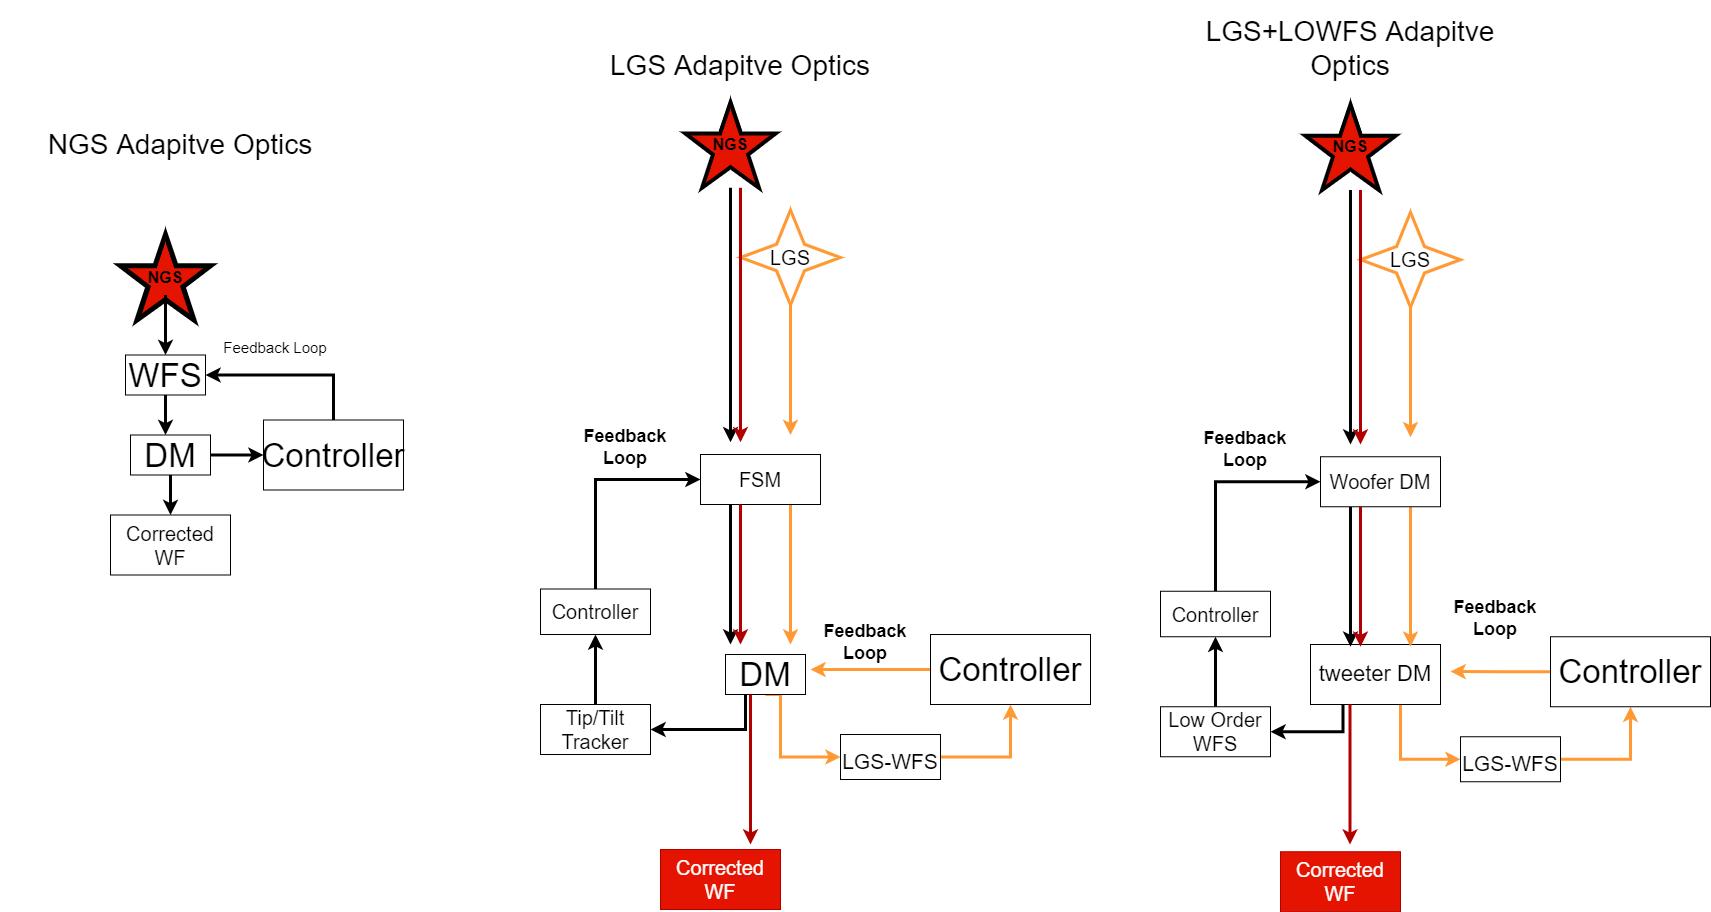 NGS Adapitve Optics
NGS
Feedback Loop
WFS
DM
Controller
Corrected
WF
LGS Adapitve Optics
NGS
LGS
Feedback
Loop
FSM
Controller
Feedback
Loop
DM
Controller
Tip/Tilt
Tracker
LGS-WFS
Corrected
WF
LGS+LOWFS Adapitve
Optics
NGS
LGS
Feedback
Loop
Woofer DM
Controller
Feedback
Loop
tweeter DM
Controller
Low Order
WFS
LGS-WFS
Corrected
WF